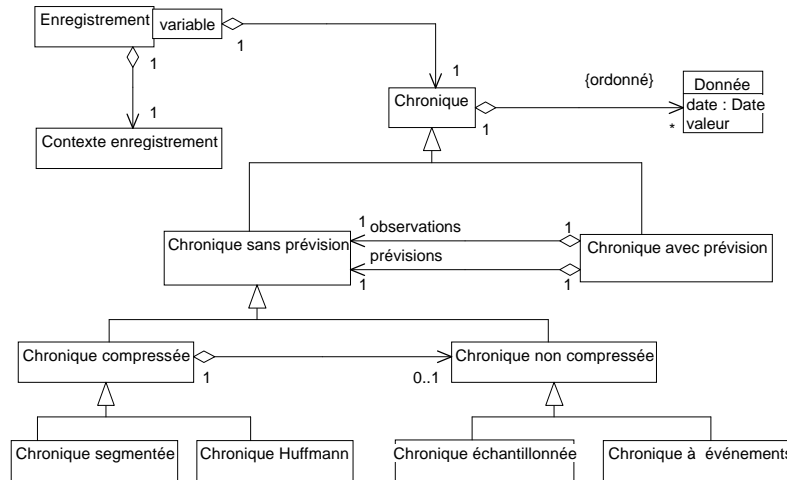 Enregistrement
variable
1
1
1
1
Contexte enregistrement
Chronique
1
{ordonné}
*
Donnée
date : Date
valeur
Chronique sans prévision
1
observations
1
prévisions
1
1
Chronique avec prévision
Chronique compressée
1
0..1
Chronique non compressée
Chronique segmentée
Chronique Huffmann
Chronique échantillonnée
Chronique à événements